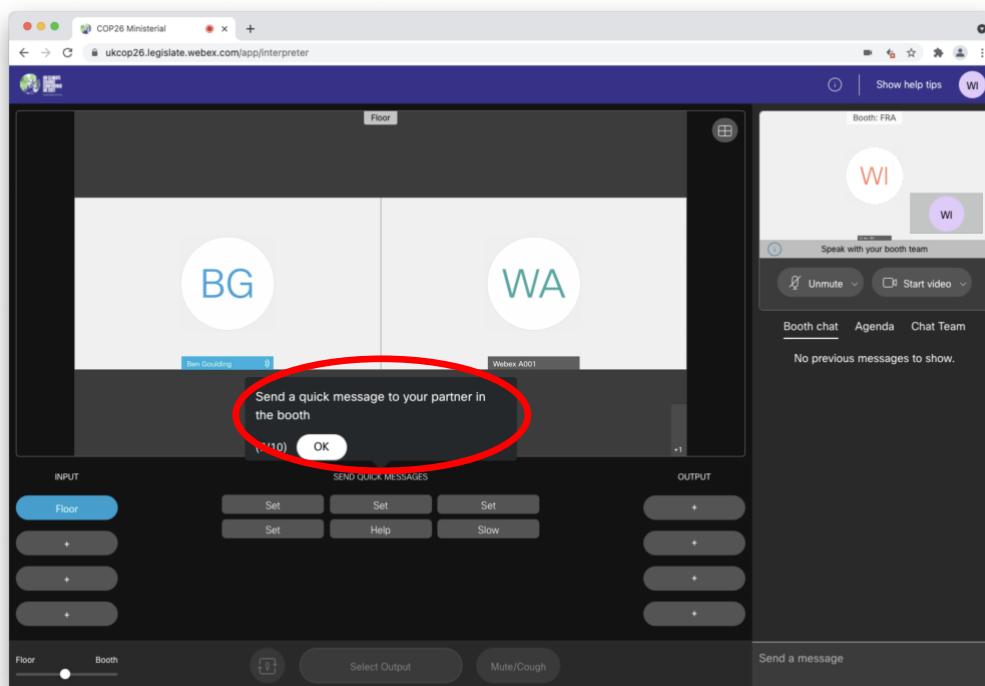 COP26 Ministerial
ukcop26.legislate.webex.com/app/interpreter
Show help tips
WI
Floor
Booth: FRA
WI
WI
Speak with your booth team
Unmute
Start video
BG
WA
Ben Goulding
Webex A001
Booth chat Agenda Chat Team
No previous messages to show.
Send a quick message to your partner in
the booth
/10)
OK
+1
INPUT
SEND QUICK MESSAGES
OUTPUT
Floor
Set Set Set
+
Set Help Slow
+ +
+ +
+ +
Floor Booth
Select Output
Mute/Cough
Send a message